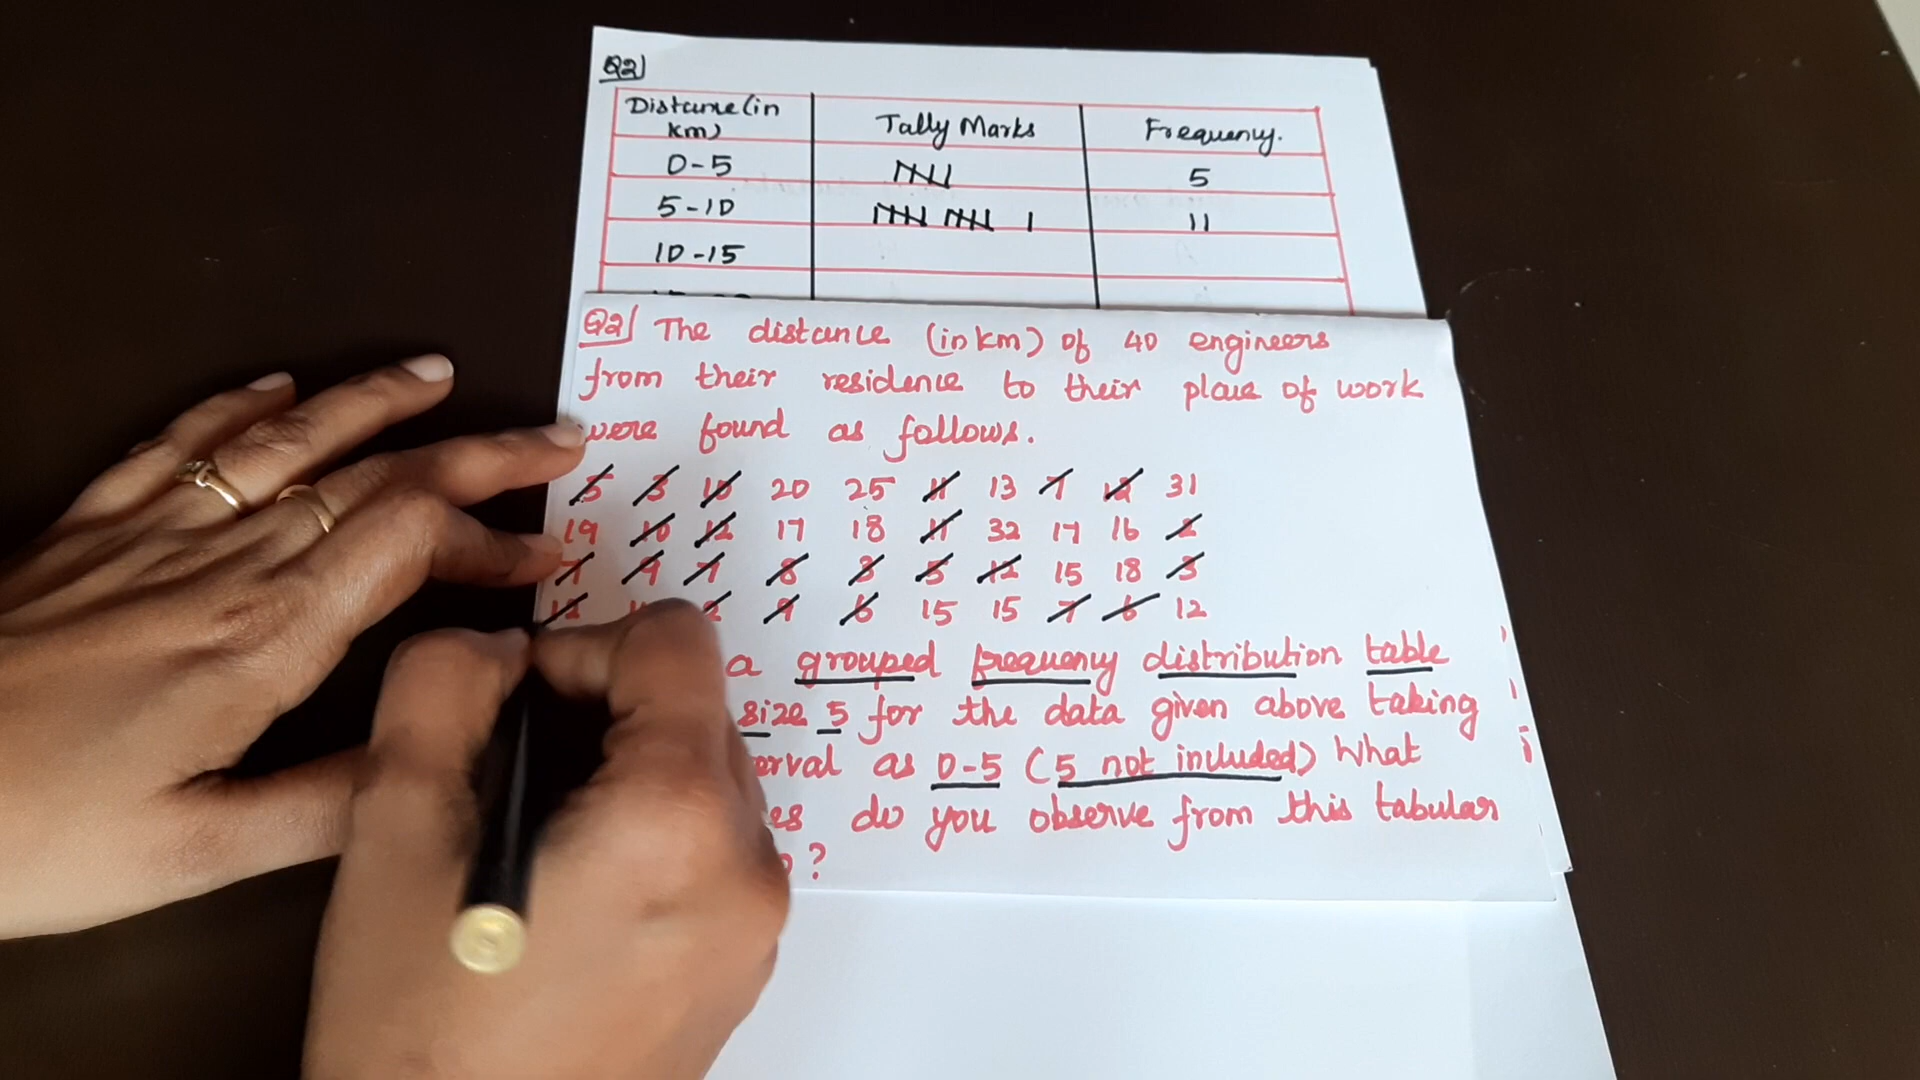 Q2
Distance (in km)
Tally Marks
Frequency.
0-5
5
5-10
11
10-15
Q2 The distance (in km) of 40 engineers
from their residence to their place of work
were found as follows.
5 3 10 20 25 11 13 7 12 31
19 10 12 17 18 11 32 17 16 2
7 9 7 8 3 5 12 15 18 3
12 2 9 6 15 15 7 6 12
a grouped frequency distribution table
size 5 for the data given above taking
as 0-5 (5 not included) What
do you observe from this tabular
?